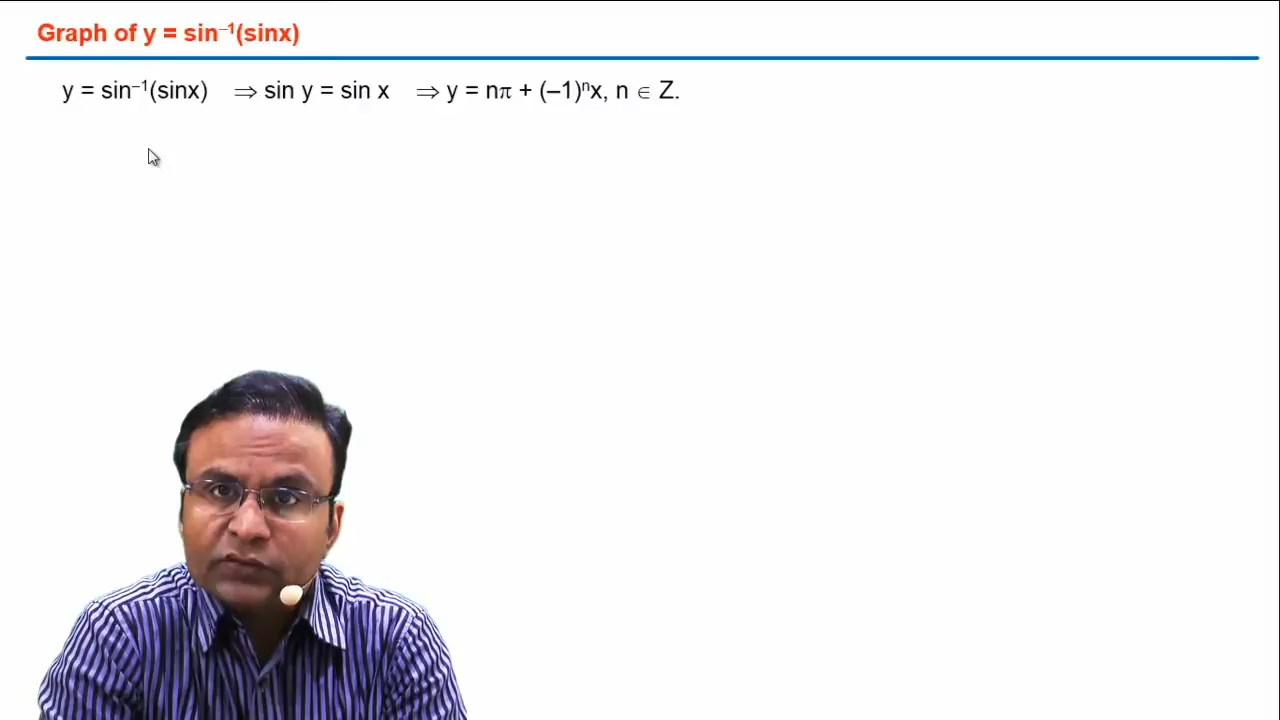 Graph of y = sin⁻¹(sinx)
y = sin⁻¹(sinx) ⇒ sin y = sin x ⇒ y = nπ + (–1)ⁿx, n ∈ Z.